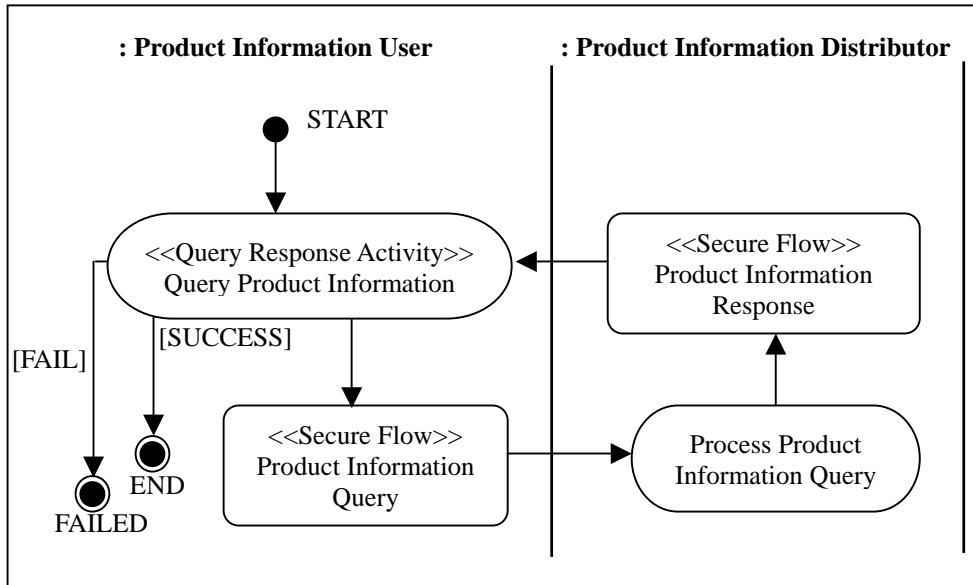 : Product Information User
: Product Information Distributor
START
<<Query Response Activity>>
Query Product Information
<<Secure Flow>>
Product Information
Response
[FAIL]
[SUCCESS]
<<Secure Flow>>
Product Information
Query
Process Product
Information Query
END
FAILED